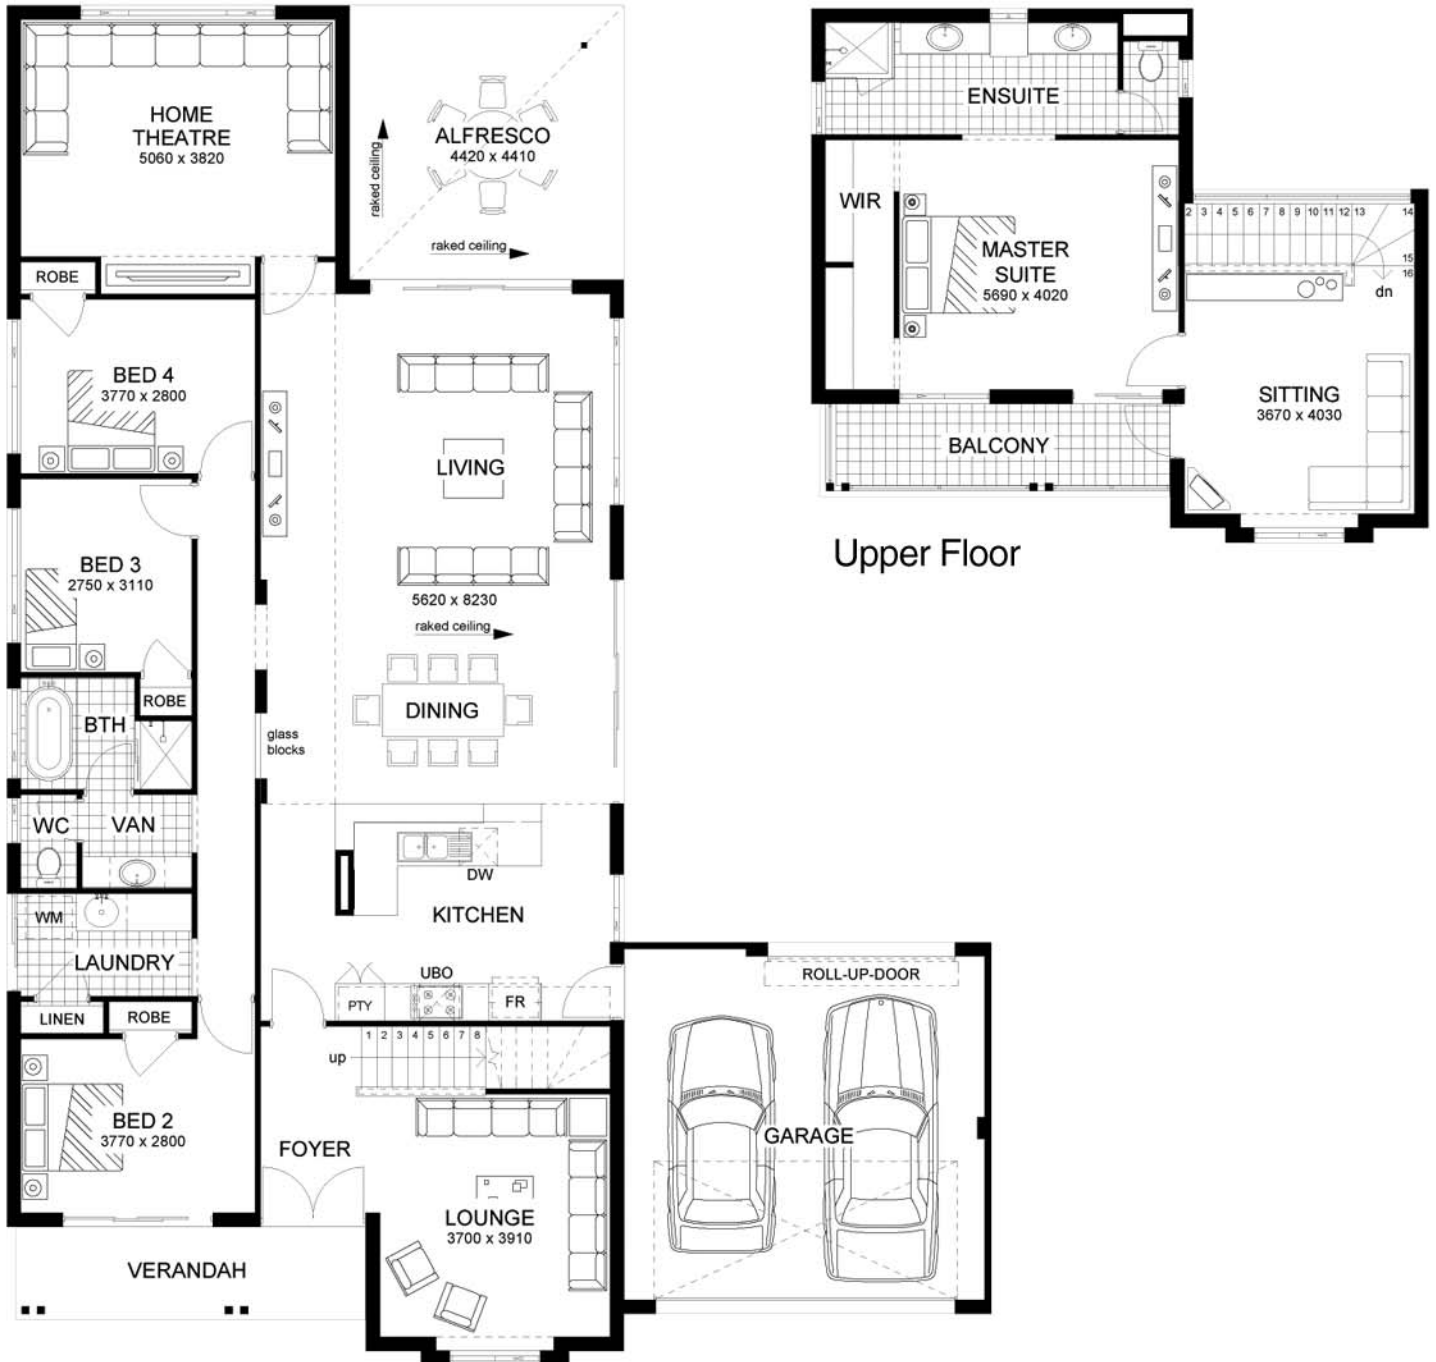 HOME
THEATRE
5060 x 3820
ALFRESCO
4420 x 4410
raked ceiling
raked ceiling
ROBE
BED 4
3770 x 2800
LIVING
BED 3
2750 x 3110
5620 x 8230
raked ceiling
ROBE
BTH
DINING
glass
blocks
WC
VAN
DW
WM
KITCHEN
LAUNDRY
UBO
PTY
FR
LINEN
ROBE
up
1 2 3 4 5 6 7 8
BED 2
3770 x 2800
FOYER
LOUNGE
3700 x 3910
VERANDAH
ROLL-UP-DOOR
GARAGE
ENSUITE
WIR
MASTER
SUITE
5690 x 4020
2 3 4 5 6 7 8 9 10 11 12 13 14
15
16
dn
SITTING
3670 x 4030
BALCONY
Upper Floor